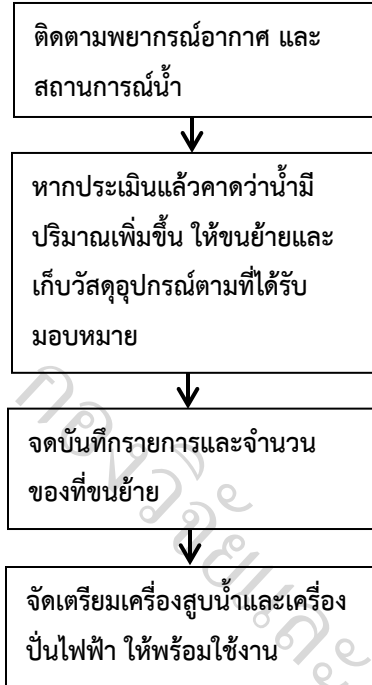 ติดตามพยากรณ์อากาศ และ
สถานการณ์น้ำ
หากประเมินแล้วคาดว่าน้ำมี
ปริมาณเพิ่มขึ้น ให้ขนย้ายและ
เก็บวัสดุอุปกรณ์ตามที่ได้รับ
มอบหมาย
จดบันทึกรายการและจำนวน
ของที่ขนย้าย
จัดเตรียมเครื่องสูบน้ำและเครื่อง
ปั่นไฟฟ้า ให้พร้อมใช้งาน